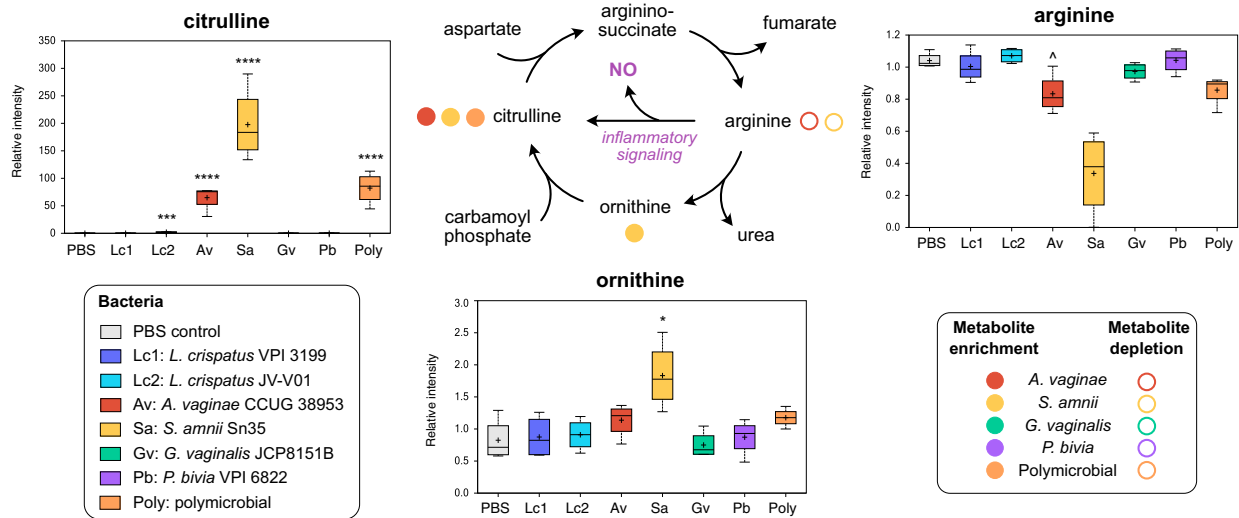 citrulline
Relative intensity
350
300
250
200
150
100
50
0
***
****
****
****
PBS Lc1 Lc2 Av Sa Gv Pb Poly
aspartate
arginino-
succinate
fumarate
NO
citrulline
arginine
inflammatory
signaling
carbamoyl
phosphate
ornithine
urea
arginine
Relative intensity
1.2
1.0
0.8
0.6
0.4
0.2
0.0
^
PBS Lc1 Lc2 Av Sa Gv Pb Poly
Bacteria
PBS control
Lc1: L. crispatus VPI 3199
Lc2: L. crispatus JV-V01
Av: A. vaginae CCUG 38953
Sa: S. amnii Sn35
Gv: G. vaginalis JCP8151B
Pb: P. bivia VPI 6822
Poly: polymicrobial
ornithine
Relative intensity
3.0
2.5
2.0
1.5
1.0
0.5
0.0
*
PBS Lc1 Lc2 Av Sa Gv Pb Poly
Metabolite Metabolite
enrichment depletion
A. vaginae
S. amnii
G. vaginalis
P. bivia
Polymicrobial